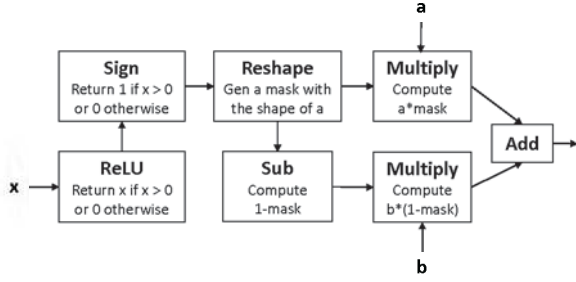 a
Sign
Return 1 if x > 0
or 0 otherwise
Reshape
Gen a mask with
the shape of a
Multiply
Compute
a*mask
Add
x
ReLU
Return x if x > 0
or 0 otherwise
Sub
Compute
1-mask
Multiply
Compute
b*(1-mask)
b